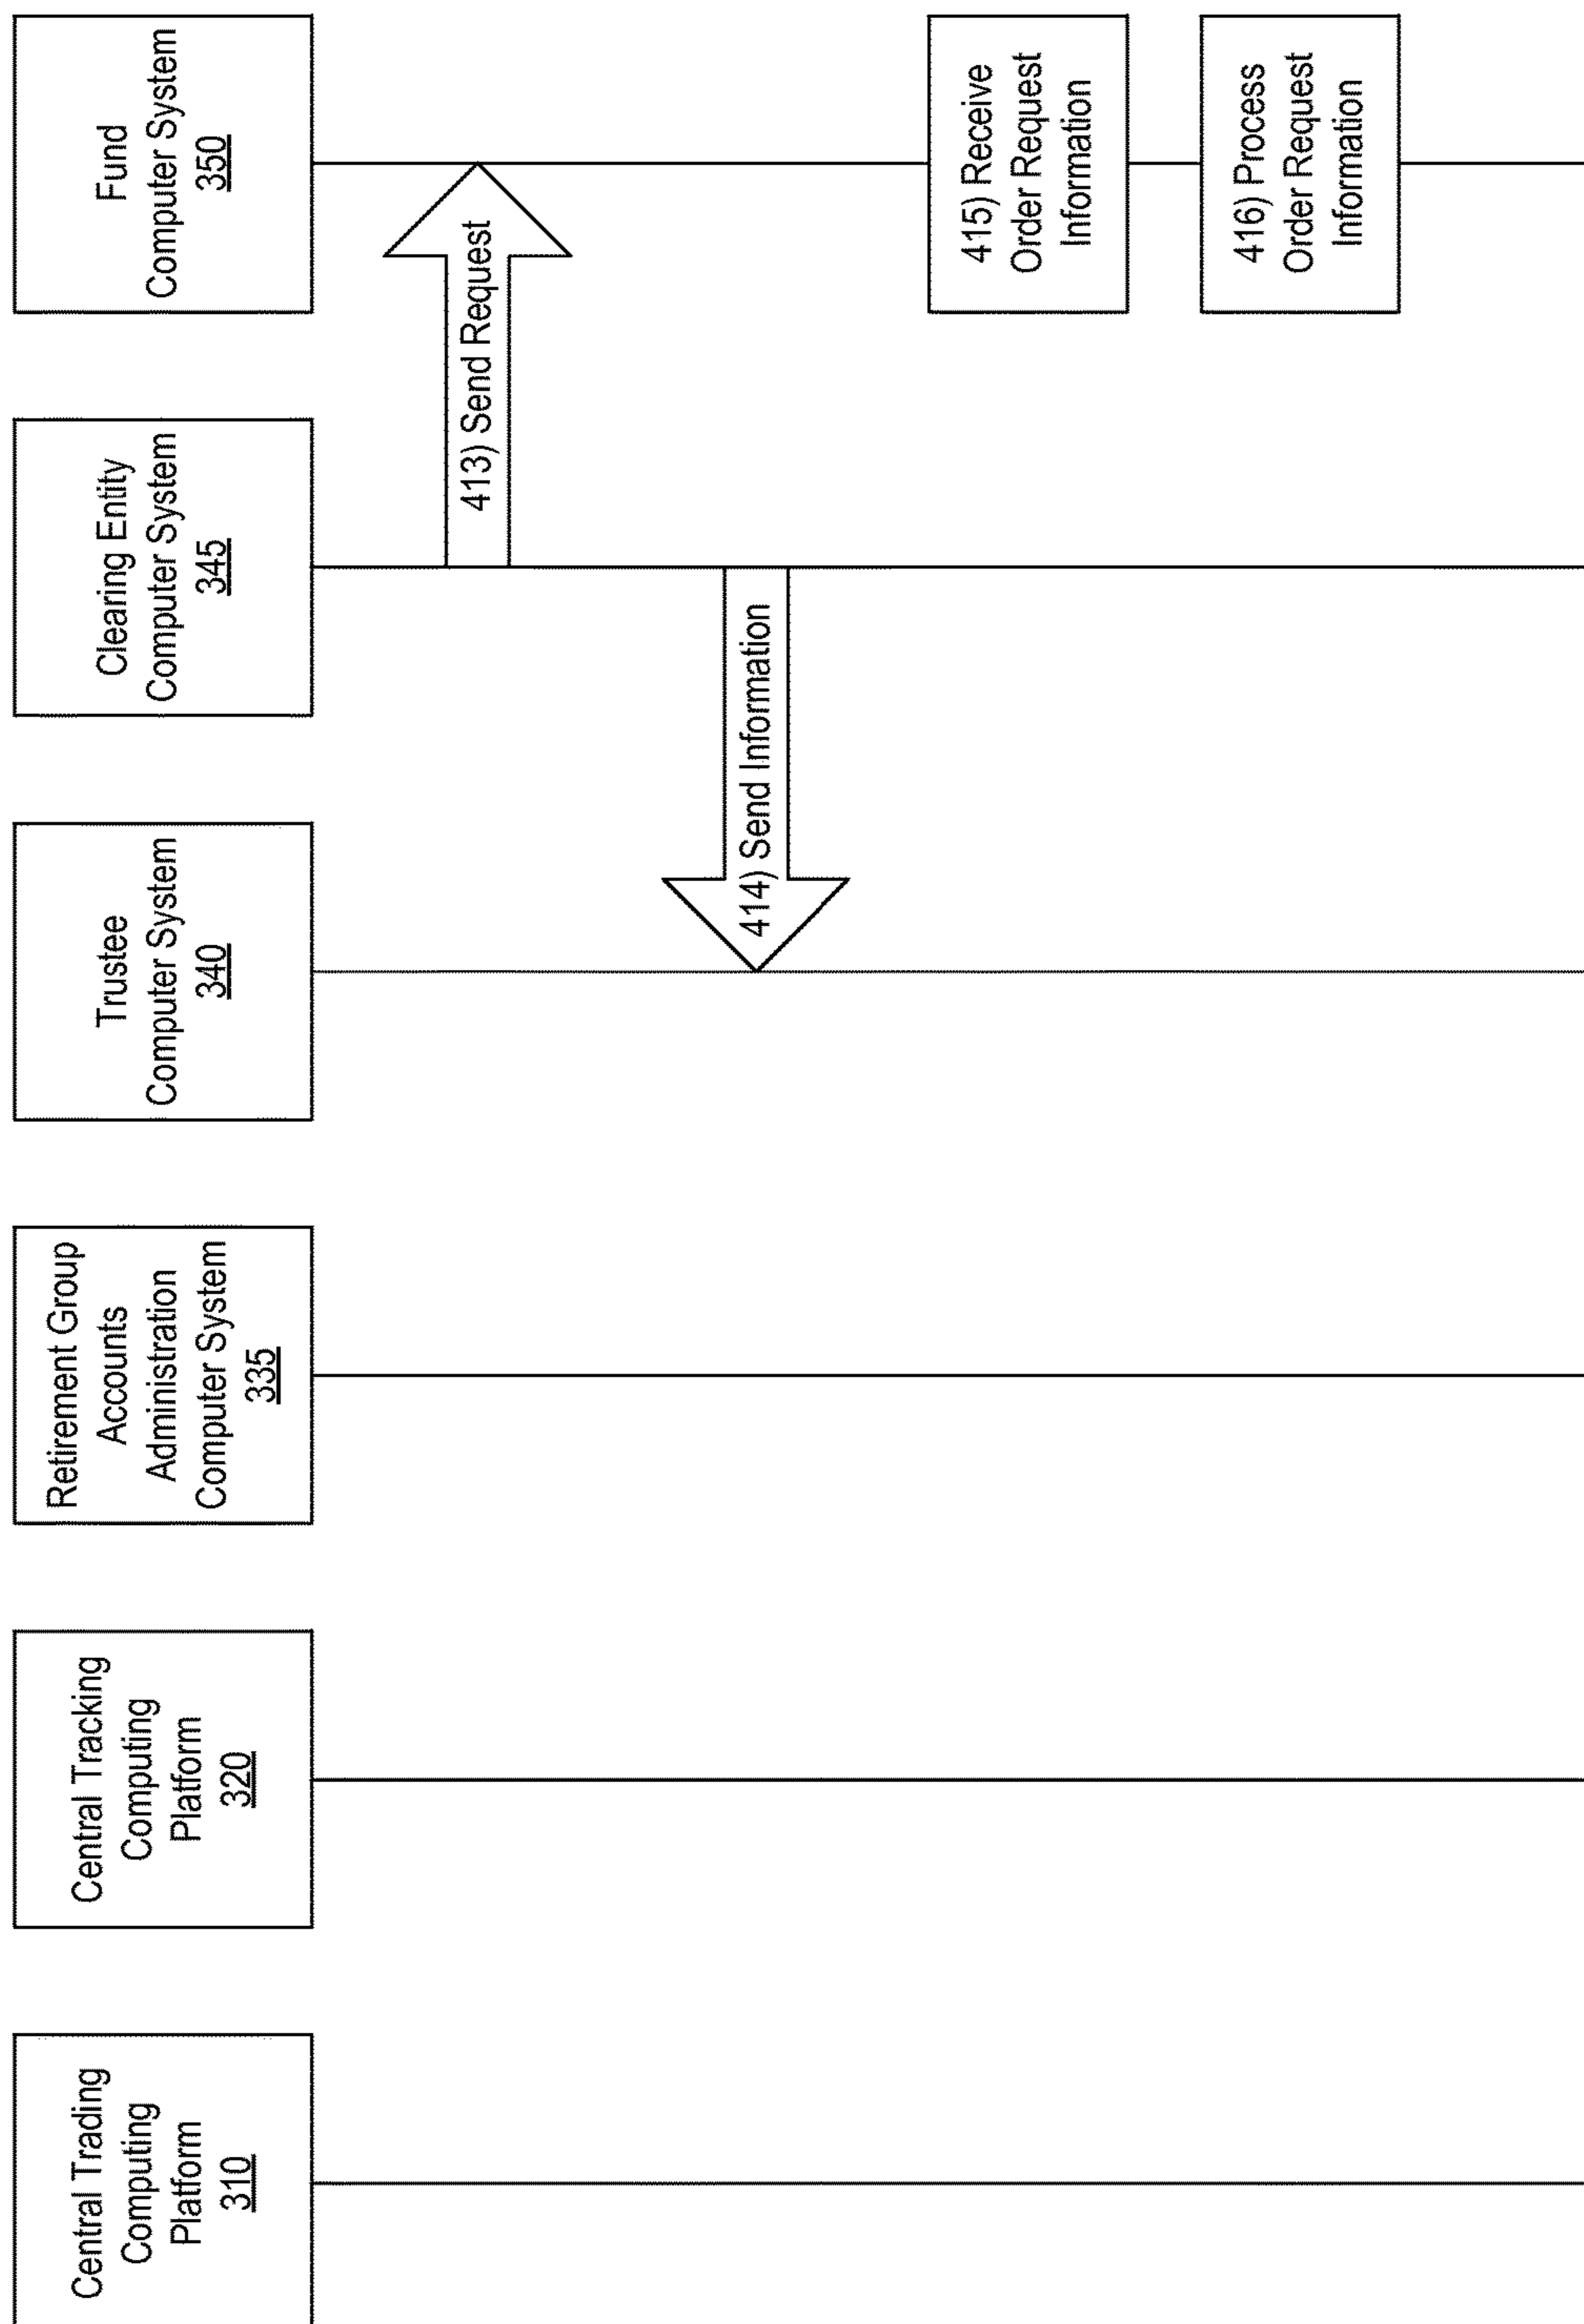 Central Trading
Computing
Platform
310
Central Tracking
Computing
Platform
320
Retirement Group
Accounts
Administration
Computer System
335
Trustee
Computer System
340
Clearing Entity
Computer System
345
Fund
Computer System
350
413) Send Request
414) Send Information
415) Receive
Order Request
Information
416) Process
Order Request
Information